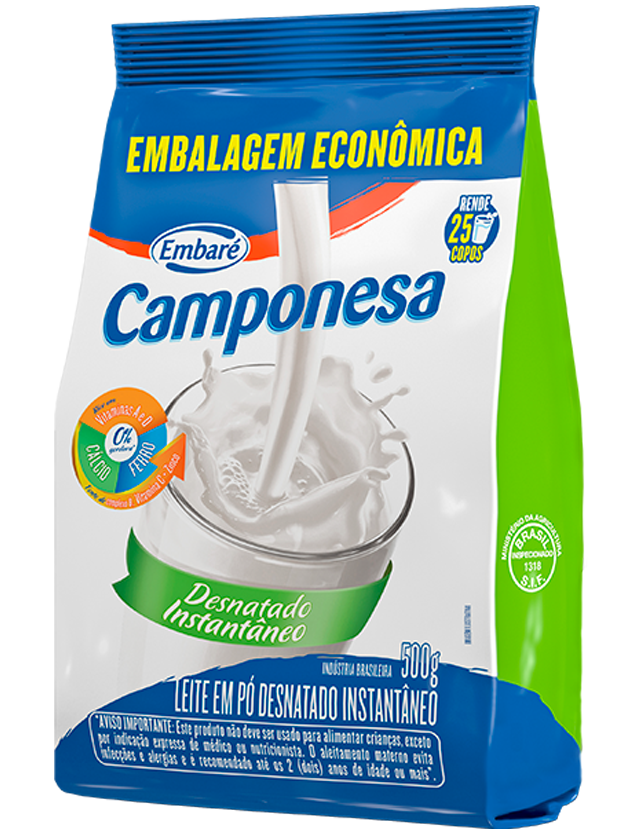 EMBALAGEM ECONÔMICA
RENDE
25
COPOS
Embaré
Camponesa
Vitaminas A e D
0%
gordura*
CÁLCIO
FERRO
Vitamina C - Zinco
Desnatado
Instantâneo
MINISTÉRIO DA AGRICULTURA
BRASIL
INSPECIONADO
1318
S.I.F.
INDÚSTRIA BRASILEIRA 500g
LEITE EM PÓ DESNATADO INSTANTÂNEO
"AVISO IMPORTANTE: Este produto não deve ser usado para alimentar crianças, exceto
por indicação expressa de médico ou nutricionista. O aleitamento materno evita
infecções e alergias e é recomendado até os 2 (dois) anos de idade ou mais".